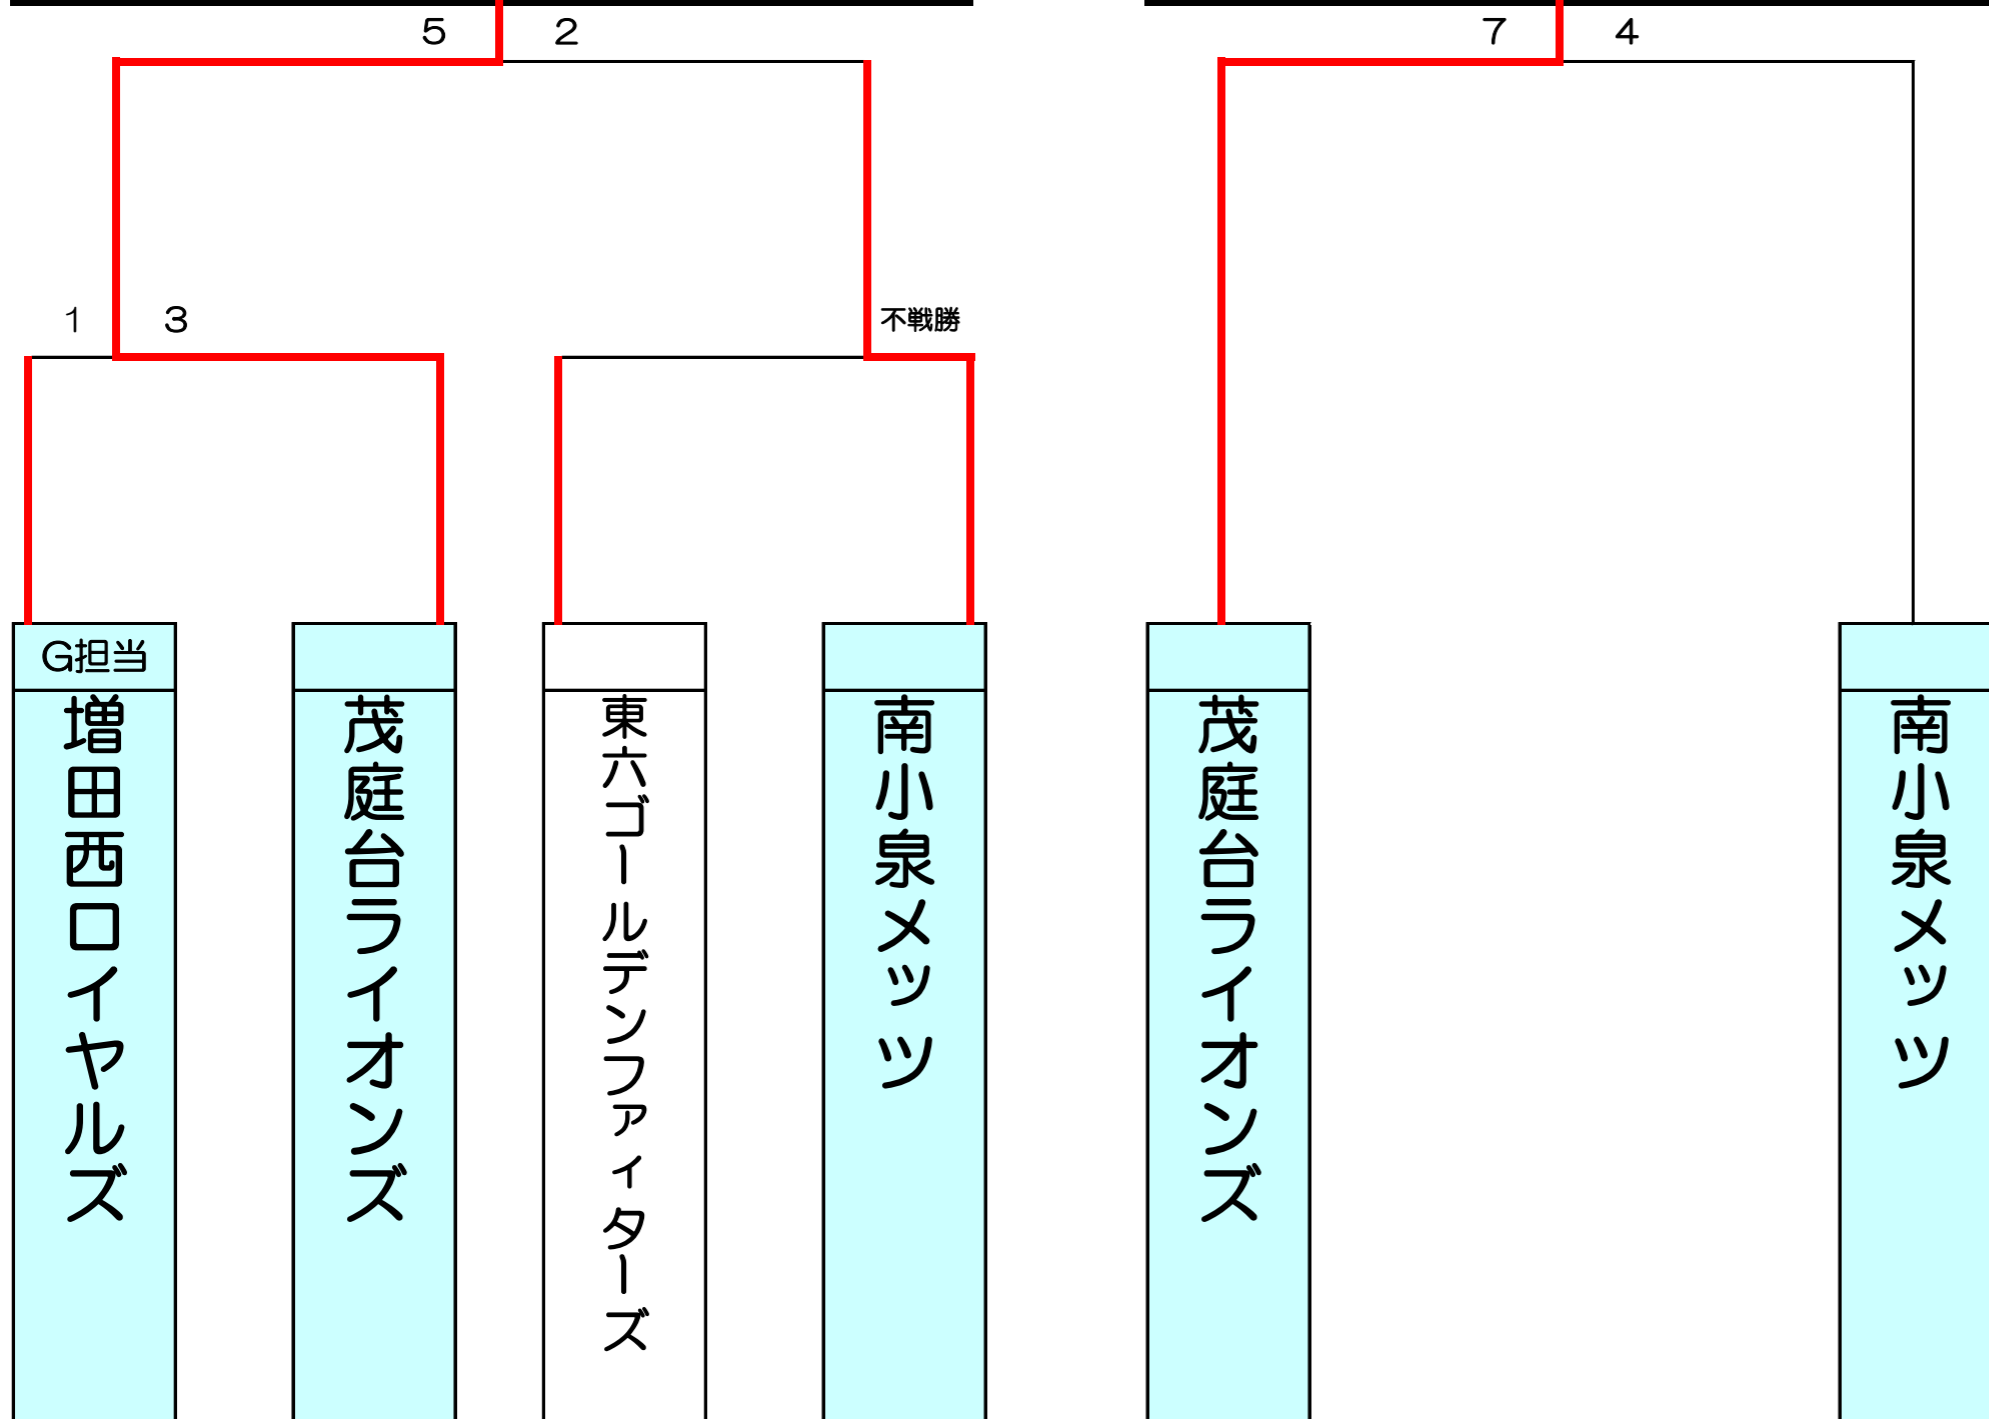 5 2
7 4
1 3
不戦勝
G担当
増田西ロイヤルズ
茂庭台ライオンズ
東六ゴールデンファィターズ
南小泉メッツ
茂庭台ライオンズ
南小泉メッツ